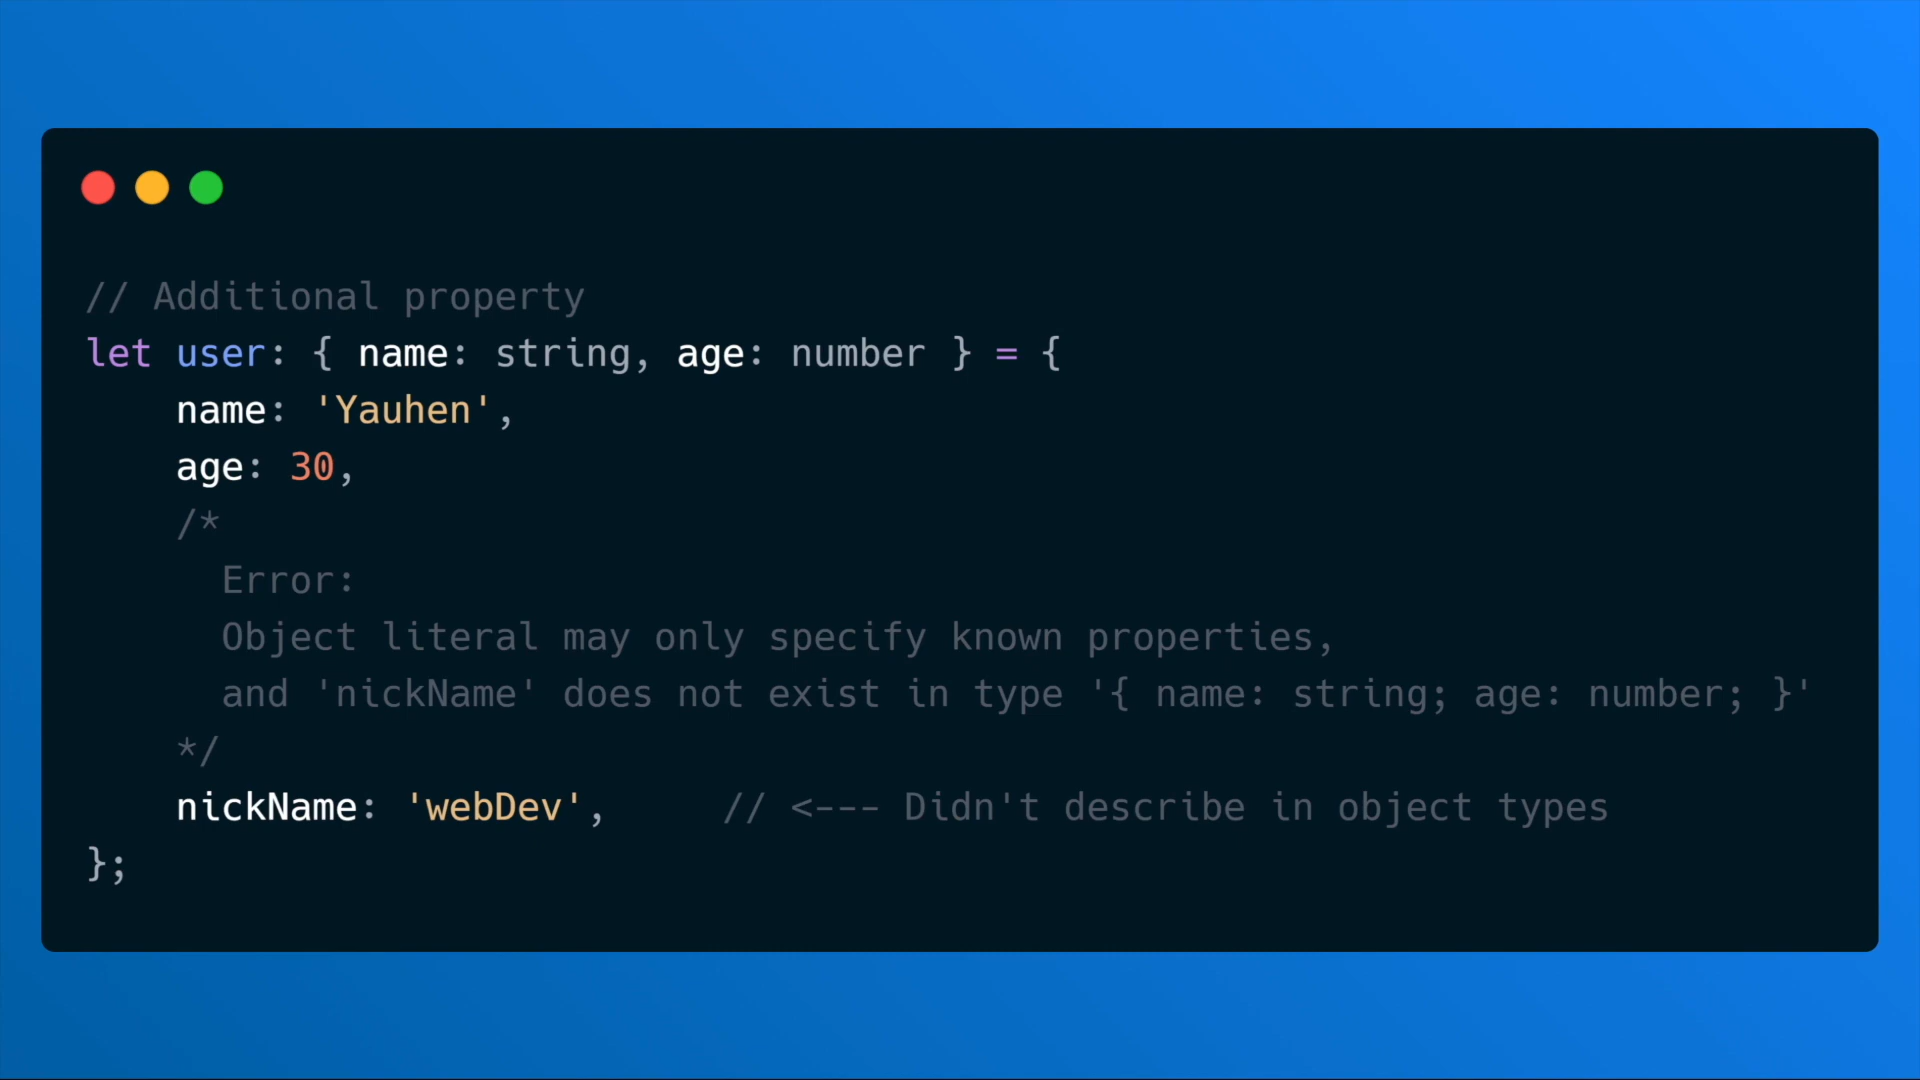 // Additional property
let user: { name: string, age: number } = {
    name: 'Yauhen',
    age: 30,
    /*
      Error:
      Object literal may only specify known properties,
      and 'nickName' does not exist in type '{ name: string; age: number; }'
    */
    nickName: 'webDev',     // <--- Didn't describe in object types
};